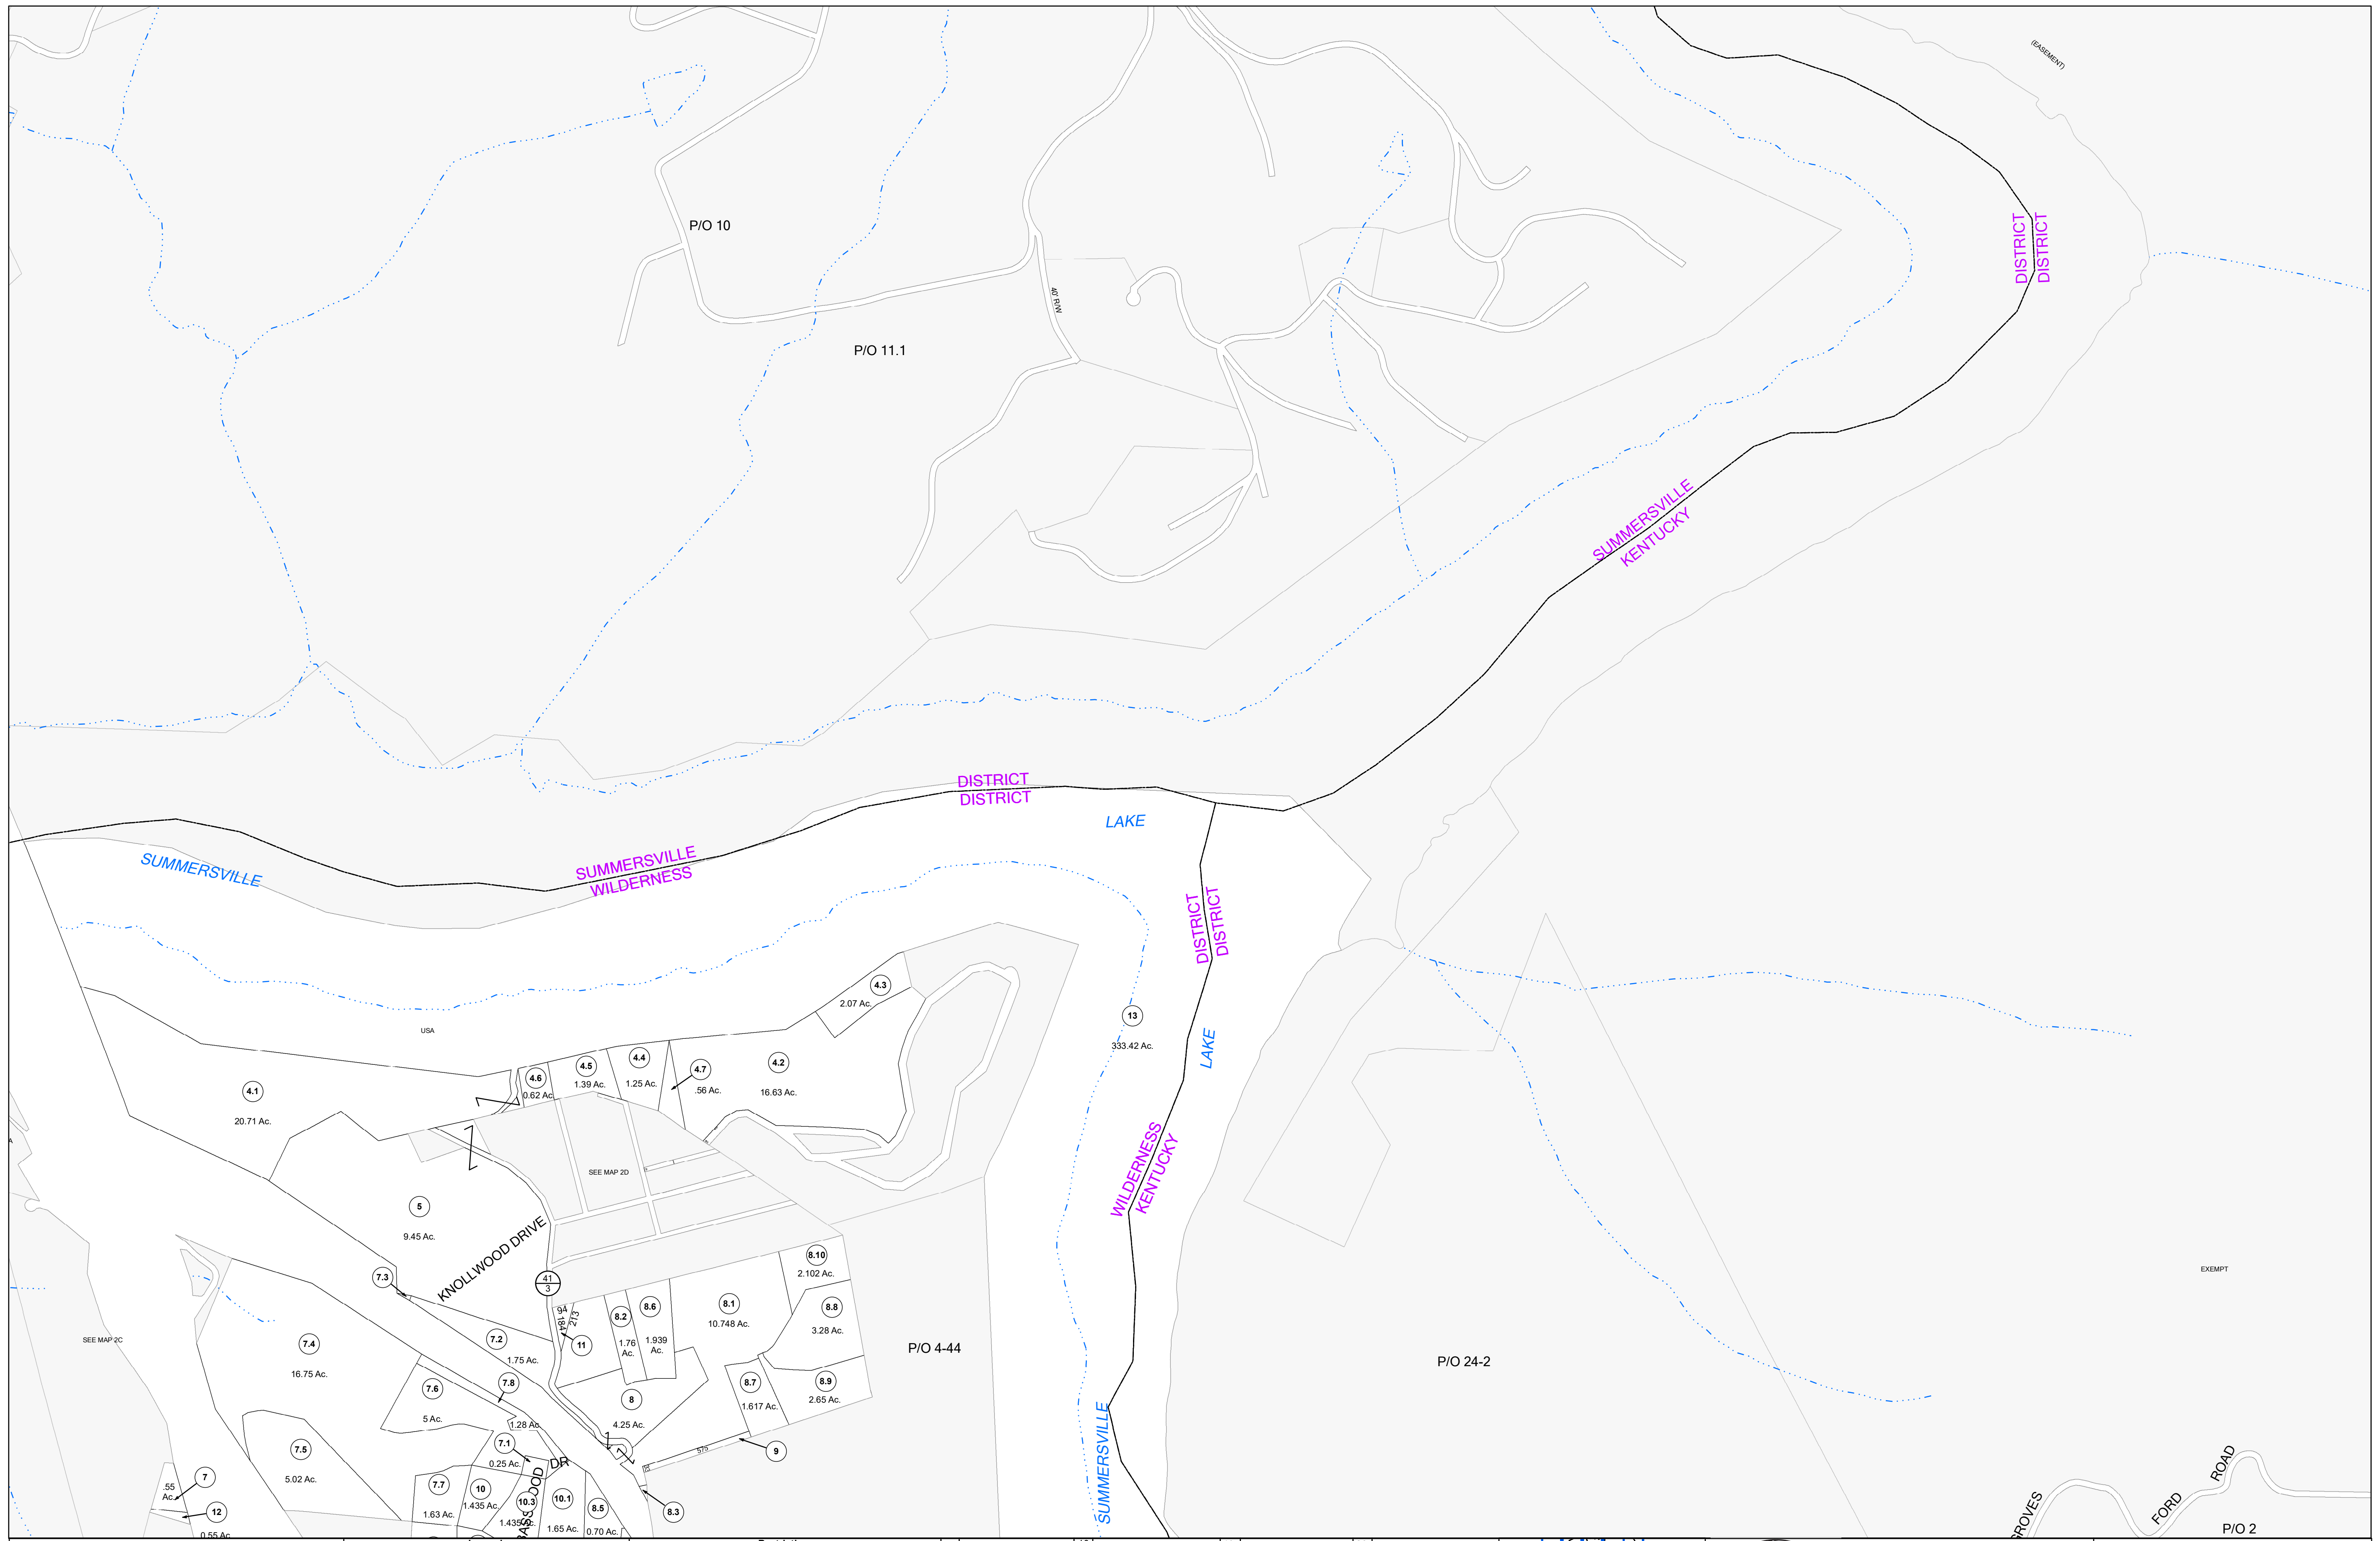 (EASEMENT)
P/O 10
DISTRICT
DISTRICT
40' R/W
P/O 11.1
SUMMERSVILLE
KENTUCKY
DISTRICT
DISTRICT
LAKE
SUMMERSVILLE
SUMMERSVILLE
WILDERNESS
DISTRICT
DISTRICT
4.3
2.07 Ac.
13
333.42 Ac.
LAKE
USA
4.6
0.62 Ac.
4.5
1.39 Ac.
4.4
1.25 Ac.
4.7
.56 Ac.
4.2
16.63 Ac.
4.1
20.71 Ac.
A
SEE MAP 2D
WILDERNESS
KENTUCKY
5
9.45 Ac.
KNOLLWOOD DRIVE
7.3
41
3
8.10
2.102 Ac.
EXEMPT
94
184
213
11
8.2
1.76
Ac.
8.6
1.939
Ac.
8.1
10.748 Ac.
8.8
3.28 Ac.
SEE MAP 2C
7.4
16.75 Ac.
7.2
1.75 Ac.
P/O 4-44
P/O 24-2
7.6
5 Ac.
7.8
1.28 Ac.
8
4.25 Ac.
8.7
1.617 Ac.
8.9
2.65 Ac.
7.5
5.02 Ac.
7.1
0.25 Ac.
BASSWOOD DR
575
9
SUMMERSVILLE
7
.55
Ac.
12
0.55 Ac.
7.7
1.63 Ac.
10
1.435 Ac.
10.3
1.435 Ac.
10.1
1.65 Ac.
8.5
0.70 Ac.
8.3
GROVES
FORD
ROAD
P/O 2